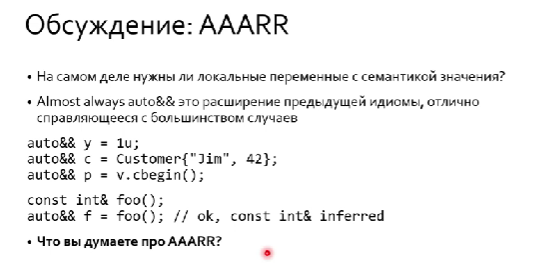 Обсуждение: AAARR
• На самом деле нужны ли локальные переменные с семантикой значения?
• Almost always auto&& это расширение предыдущей идиомы, отлично
справляющееся с большинством случаев
auto&& y = 1u;
auto&& c = Customer{"Jim", 42};
auto&& p = v.cbegin();
const int& foo();
auto&& f = foo(); // ok, const int& inferred
• Что вы думаете про AAARR?